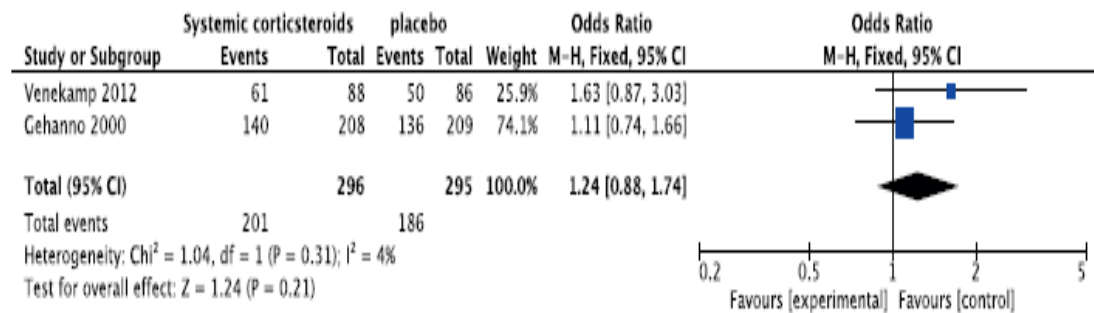 Systemic corticsteroids placebo Odds Ratio Odds Ratio
Study or Subgroup Events Total Events Total Weight M-H, Fixed, 95% CI M-H, Fixed, 95% CI
Venekamp 2012 61 88 50 86 25.9% 1.63 [0.87, 3.03]
Gehanno 2000 140 208 136 209 74.1% 1.11 [0.74, 1.66]
Total (95% CI) 296 295 100.0% 1.24 [0.88, 1.74]
Total events 201 186
Heterogeneity: Chi² = 1.04, df = 1 (P = 0.31); I² = 4%
Test for overall effect: Z = 1.24 (P = 0.21)
0.2 0.5 1 2 5
Favours [experimental] Favours [control]